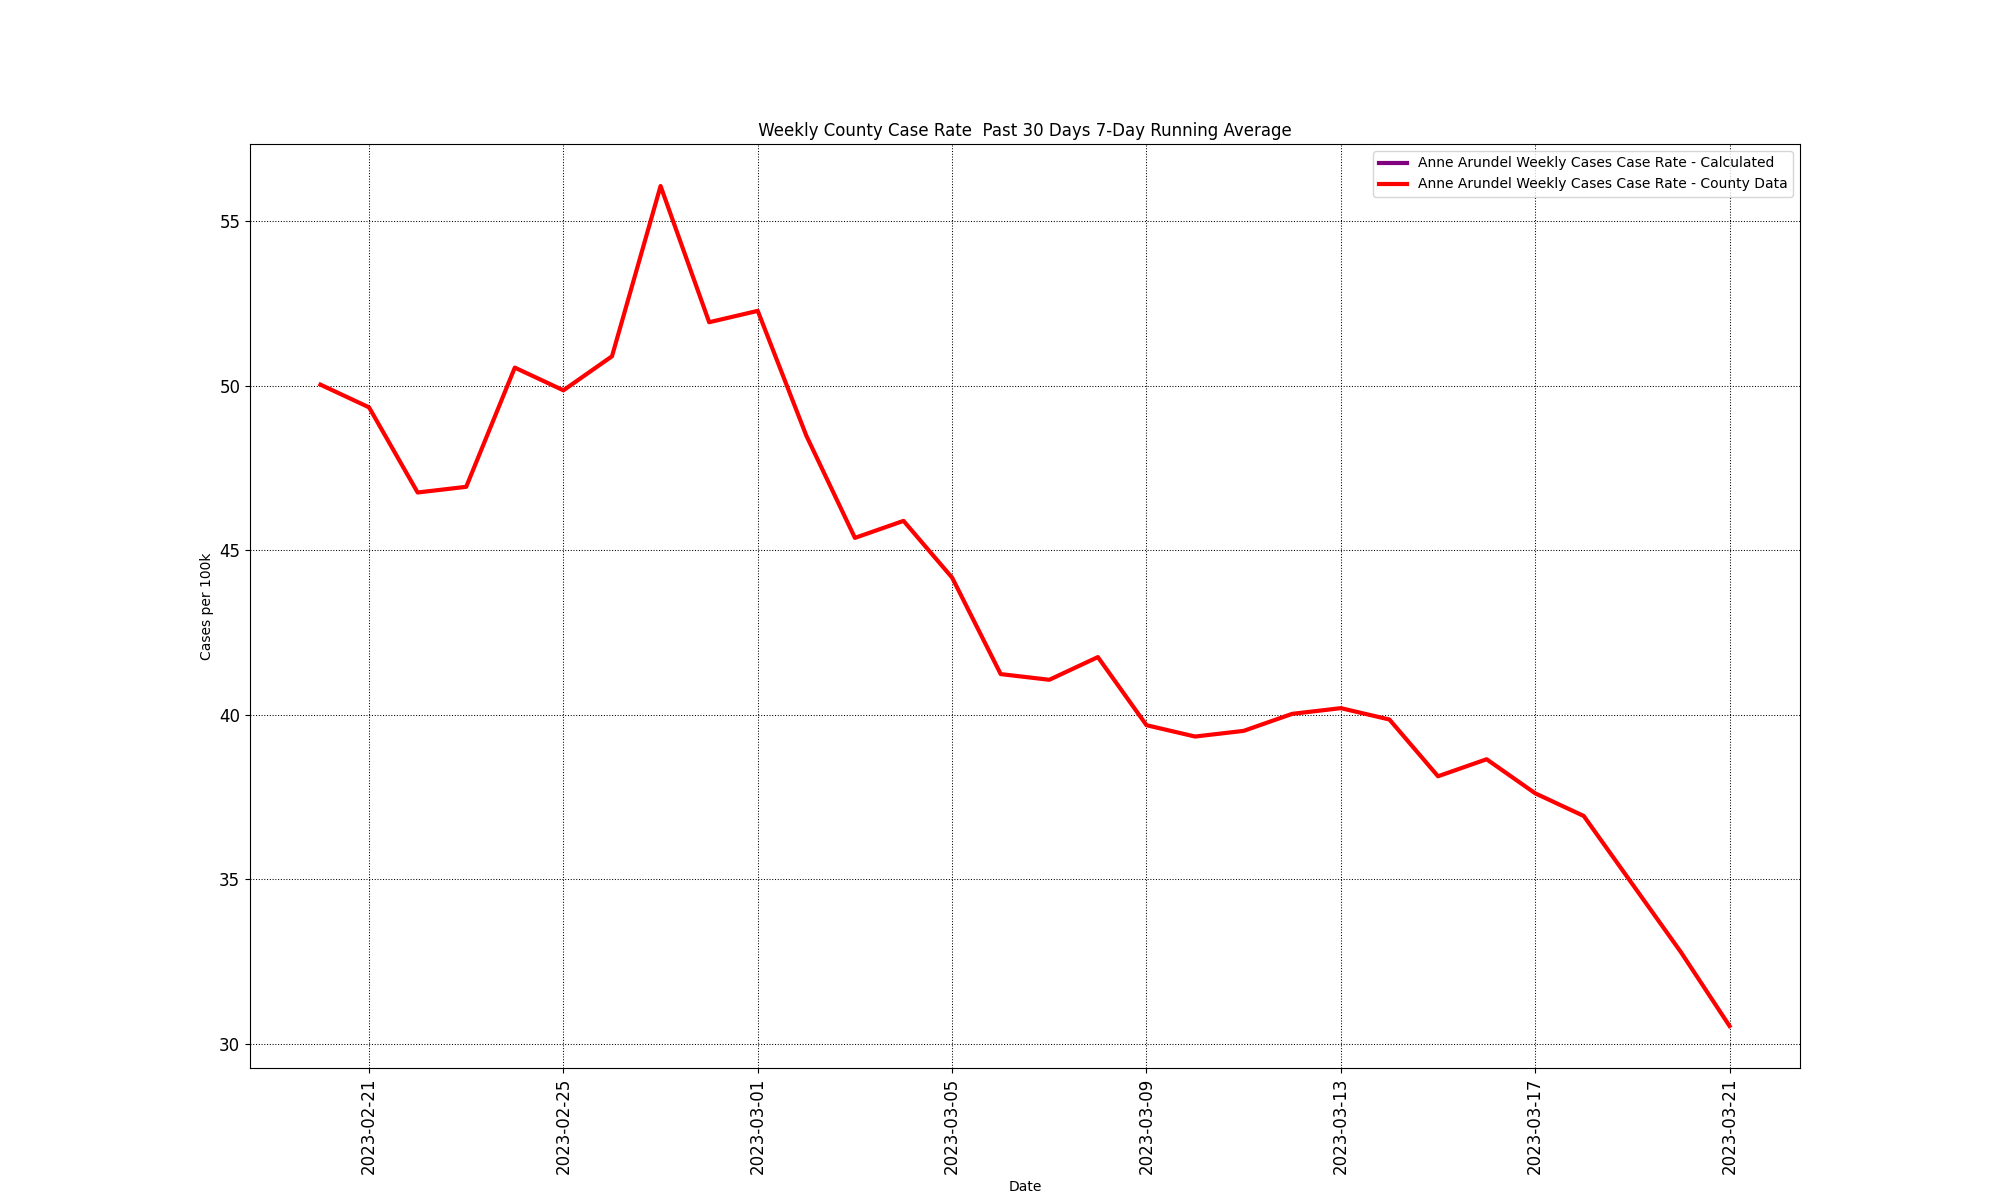 Weekly County Case Rate  Past 30 Days 7-Day Running Average
Anne Arundel Weekly Cases Case Rate - Calculated
Anne Arundel Weekly Cases Case Rate - County Data
55
50
45
40
35
30
Cases per 100k
2023-02-21
2023-02-25
2023-03-01
2023-03-05
2023-03-09
2023-03-13
2023-03-17
2023-03-21
Date